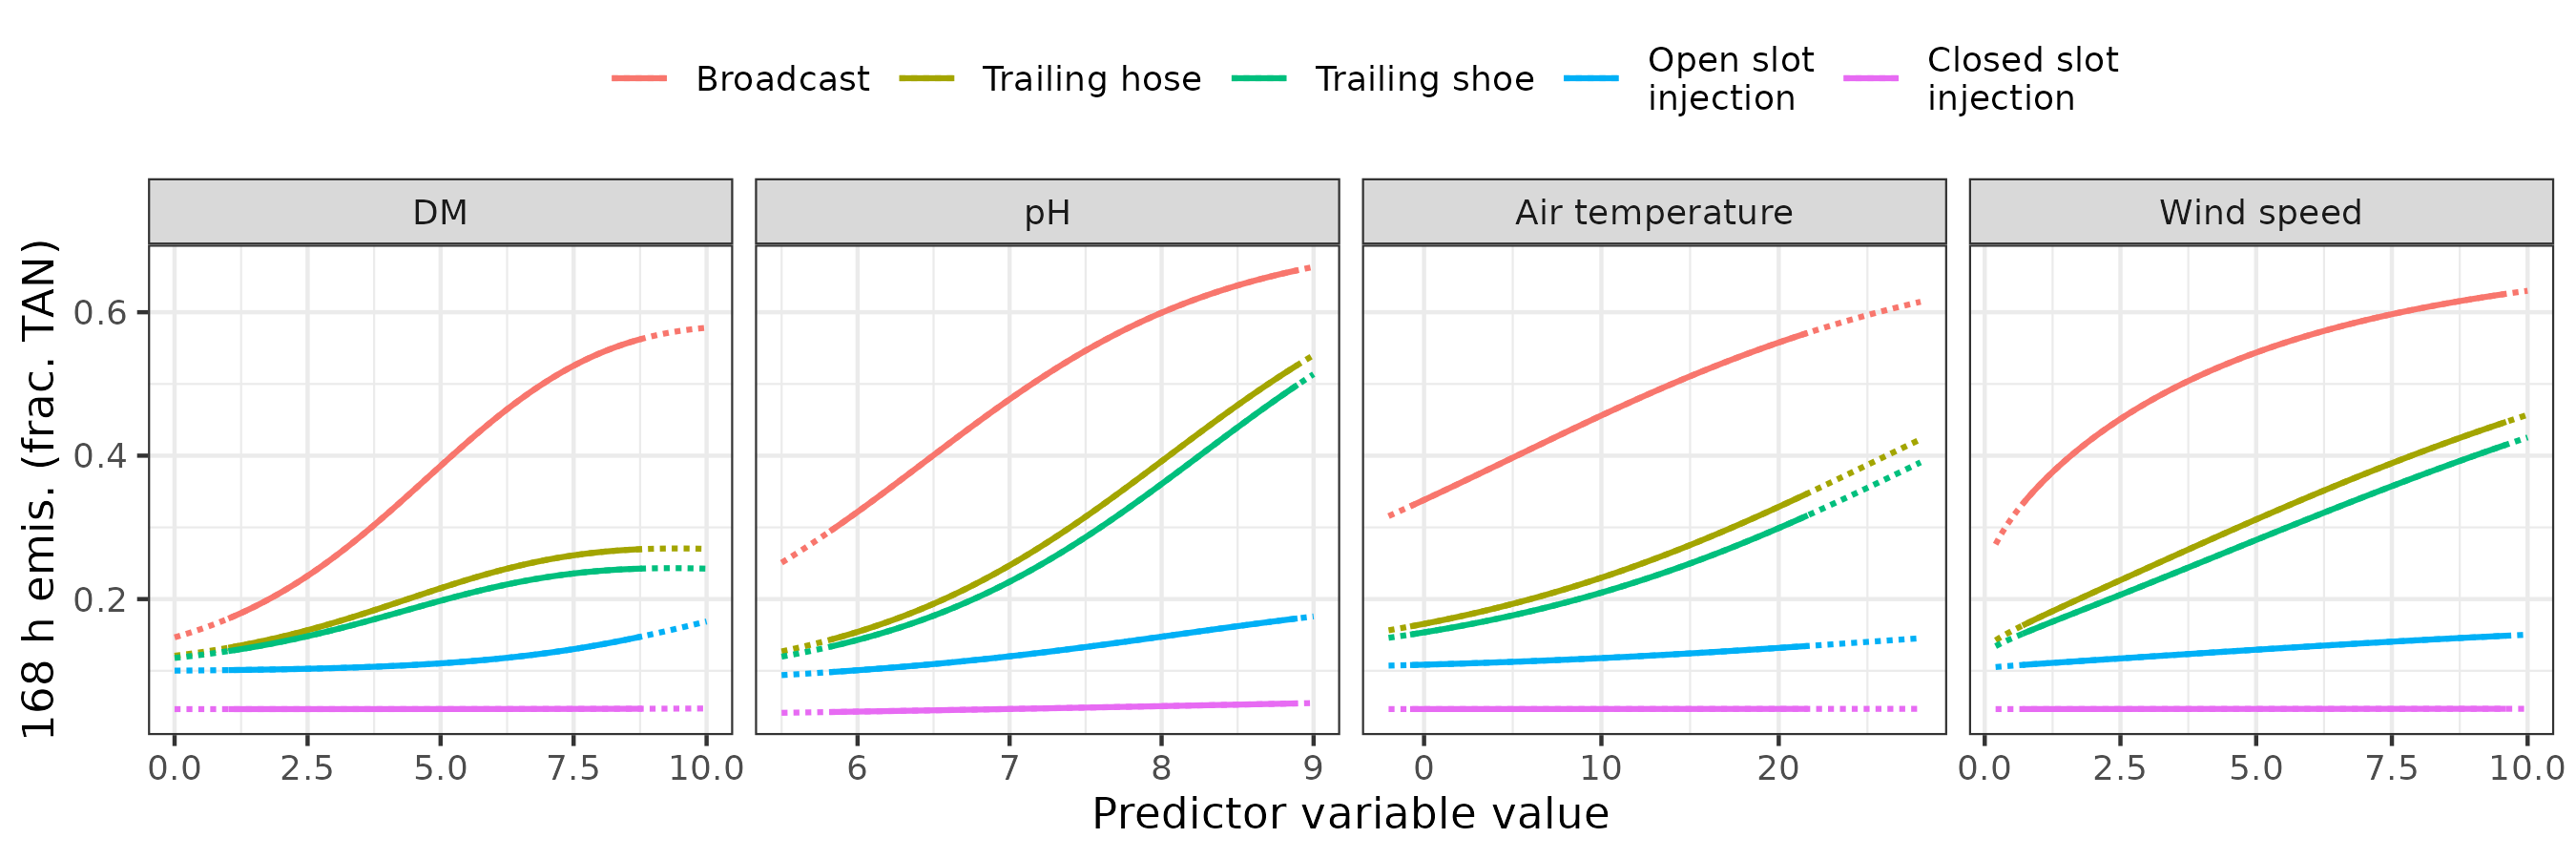 Broadcast Trailing hose Trailing shoe Open slot injection Closed slot injection
DM pH Air temperature Wind speed
168 h emis. (frac. TAN)
0.6
0.4
0.2
0.0 2.5 5.0 7.5 10.0 6 7 8 9 0 10 20 0.0 2.5 5.0 7.5 10.0
Predictor variable value